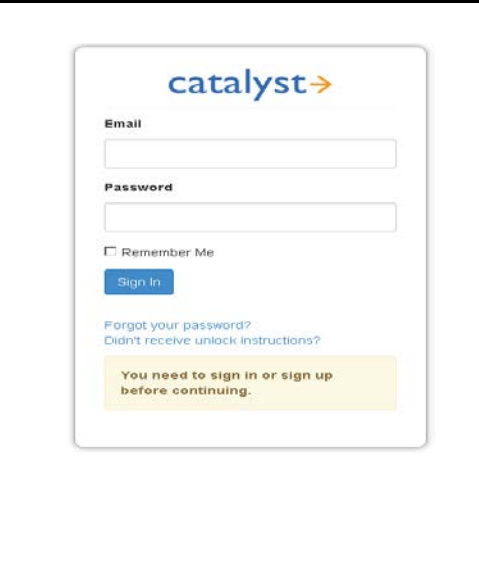 catalyst→
Email
Password
Remember Me
Sign In
Forgot your password?
Didn't receive unlock instructions?
You need to sign in or sign up
before continuing.